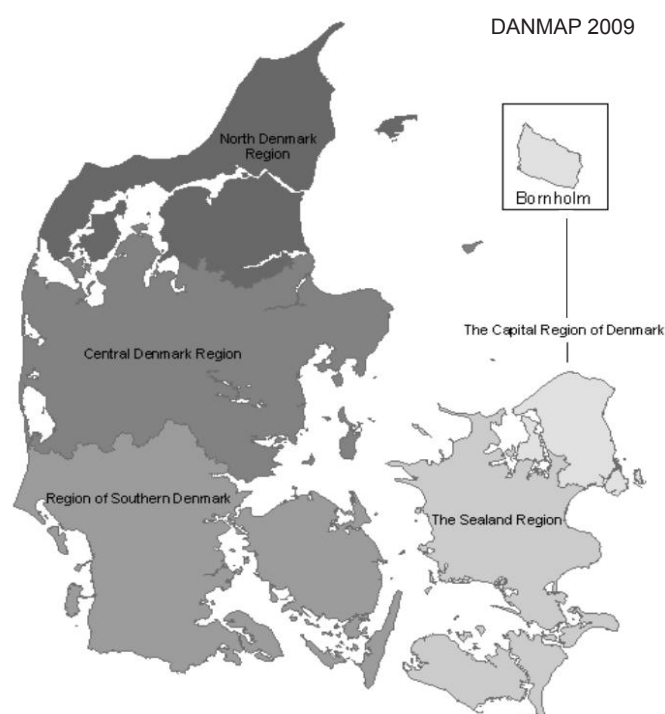 DANMAP 2009
North Denmark
Region
Bornholm
The Capital Region of Denmark
Central Denmark Region
Region of Southern Denmark
The Sealand Region